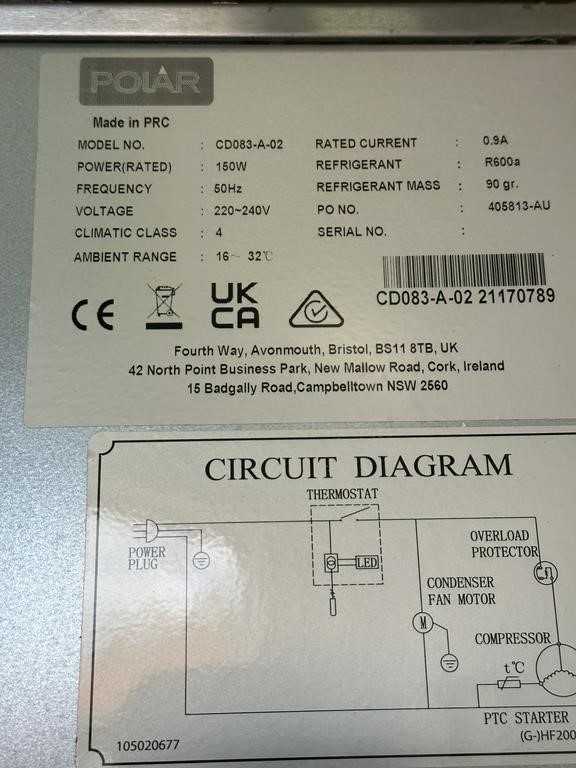 POLAR
Made in PRC
MODEL NO. : CD083-A-02 RATED CURRENT : 0.9A
POWER(RATED) : 150W REFRIGERANT : R600a
FREQUENCY : 50Hz REFRIGERANT MASS : 90 gr.
VOLTAGE : 220~240V PO NO. : 405813-AU
CLIMATIC CLASS : 4 SERIAL NO. :
AMBIENT RANGE : 16~ 32℃
CD083-A-02 21170789
CE UK
CA
Fourth Way, Avonmouth, Bristol, BS11 8TB, UK
42 North Point Business Park, New Mallow Road, Cork, Ireland
15 Badgally Road,Campbelltown NSW 2560
CIRCUIT DIAGRAM
THERMOSTAT
POWER
PLUG
LED
OVERLOAD
PROTECTOR
CONDENSER
FAN MOTOR
M
COMPRESSOR
t℃
PTC STARTER
(G-)HF200
105020677